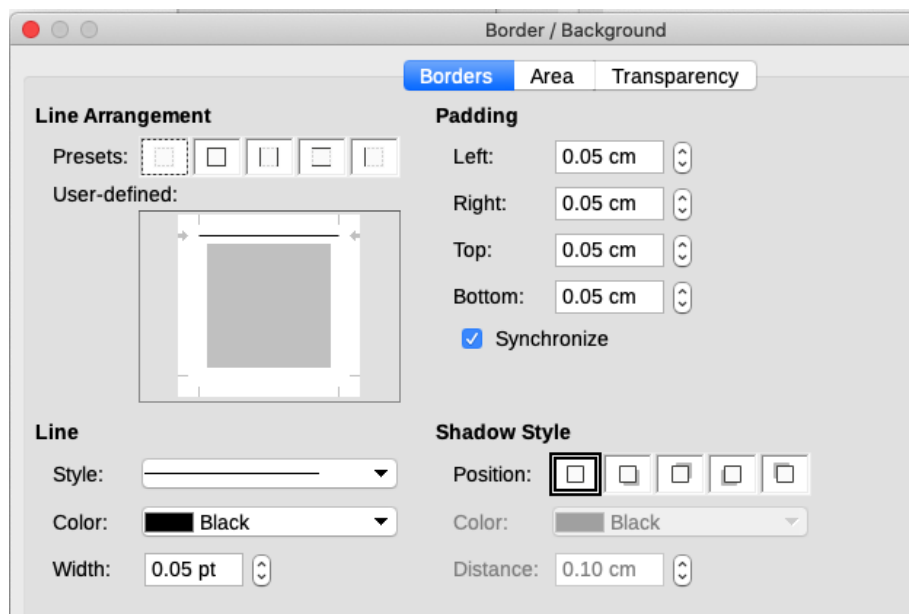 Border / Background
Borders Area Transparency
Line Arrangement
Presets:
User-defined:
Padding
Left: 0.05 cm
Right: 0.05 cm
Top: 0.05 cm
Bottom: 0.05 cm
Synchronize
Line
Style:
Color: Black
Width: 0.05 pt
Shadow Style
Position:
Color: Black
Distance: 0.10 cm